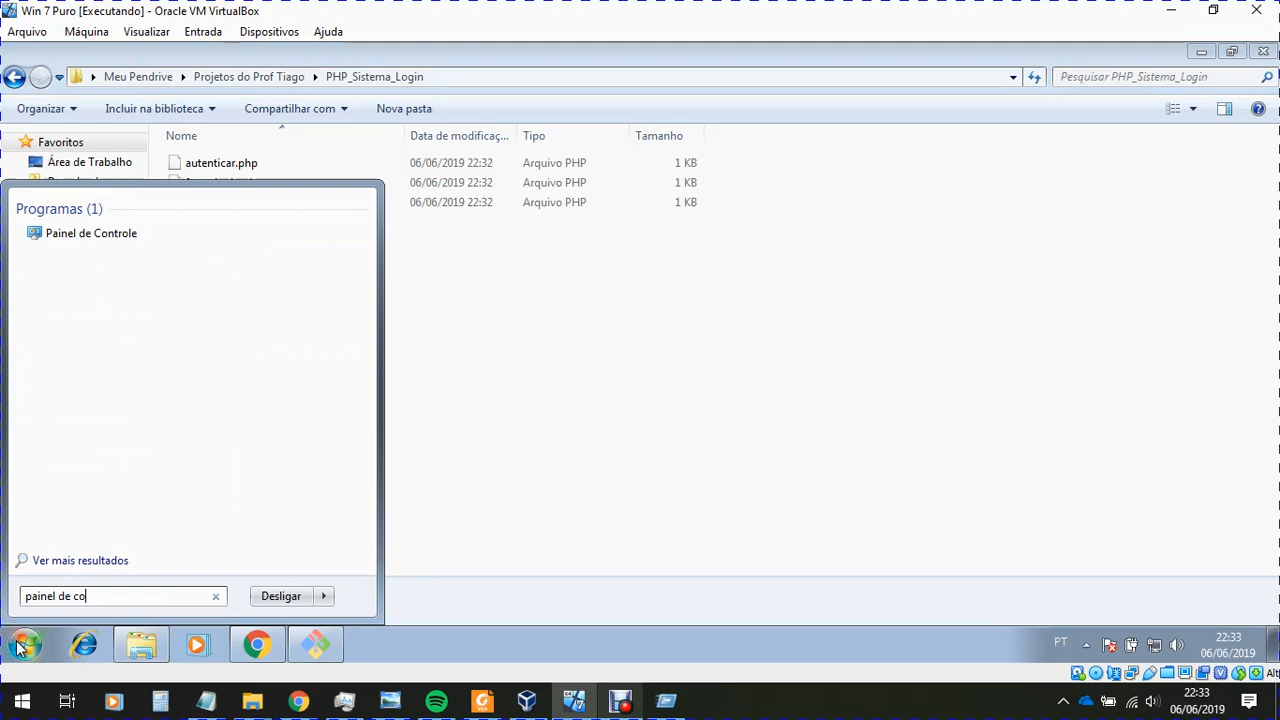 Win 7 Puro [Executando] - Oracle VM VirtualBox
Arquivo Máquina Visualizar Entrada Dispositivos Ajuda
Meu Pendrive Projetos do Prof Tiago PHP_Sistema_Login Pesquisar PHP_Sistema_Login
Organizar Incluir na biblioteca Compartilhar com Nova pasta
Favoritos Nome Data de modificaç... Tipo Tamanho
Área de Trabalho autenticar.php 06/06/2019 22:32 Arquivo PHP 1 KB
06/06/2019 22:32 Arquivo PHP 1 KB
06/06/2019 22:32 Arquivo PHP 1 KB
Programas (1)
Painel de Controle
Ver mais resultados
painel de co Desligar
PT 22:33
06/06/2019
Alt
22:33
06/06/2019